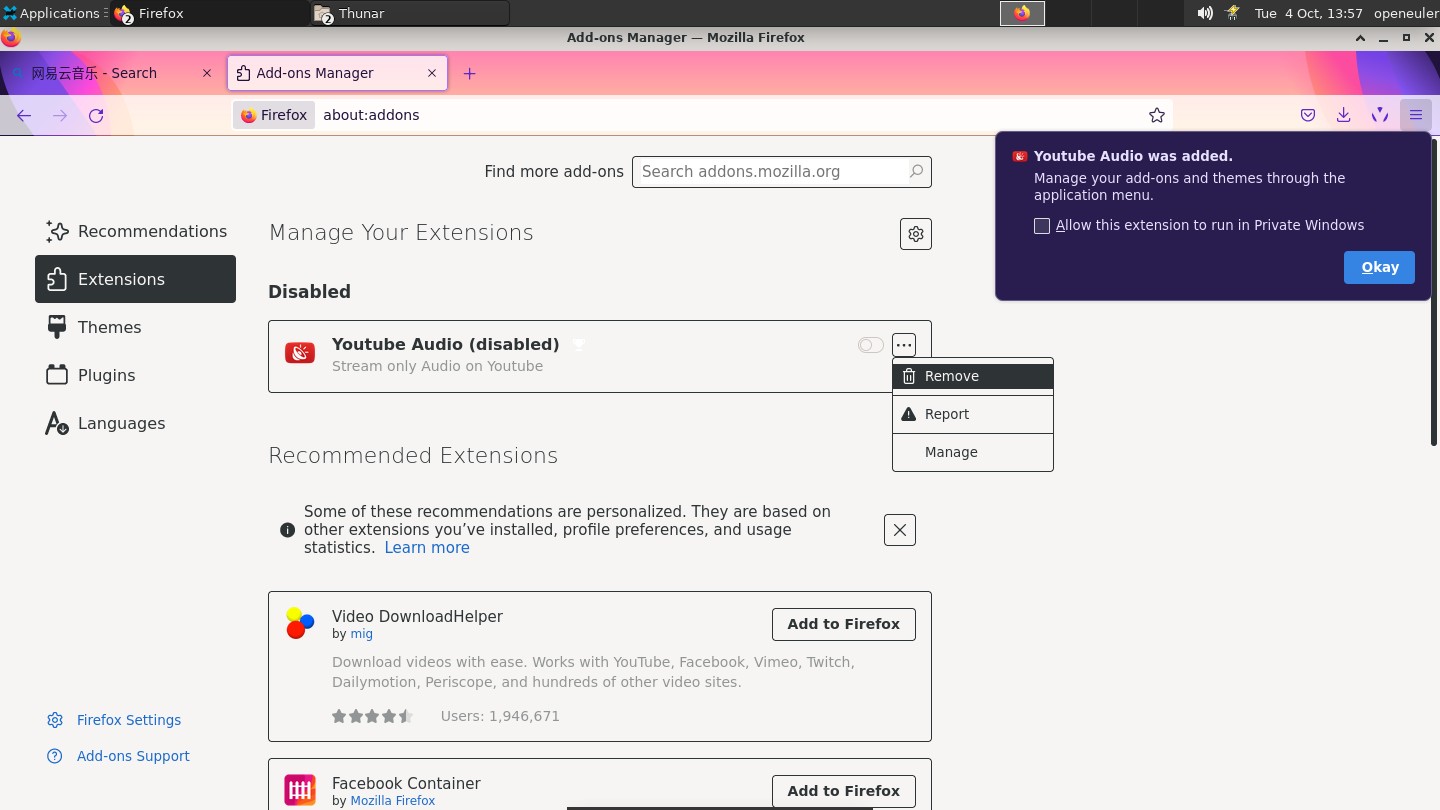 Applications
Firefox
Thunar
Tue 4 Oct, 13:57
openeuler
Add-ons Manager — Mozilla Firefox
网易云音乐 - Search
Add-ons Manager
Firefox
about:addons
Youtube Audio was added.
Manage your add-ons and themes through the
application menu.
Allow this extension to run in Private Windows
Okay
Find more add-ons
Search addons.mozilla.org
Recommendations
Extensions
Themes
Plugins
Languages
Manage Your Extensions
Disabled
Youtube Audio (disabled)
Stream only Audio on Youtube
Remove
Report
Manage
Recommended Extensions
Some of these recommendations are personalized. They are based on
other extensions you’ve installed, profile preferences, and usage
statistics. Learn more
Video DownloadHelper
by mig
Add to Firefox
Download videos with ease. Works with YouTube, Facebook, Vimeo, Twitch,
Dailymotion, Periscope, and hundreds of other video sites.
Users: 1,946,671
Facebook Container
by Mozilla Firefox
Add to Firefox
Firefox Settings
Add-ons Support